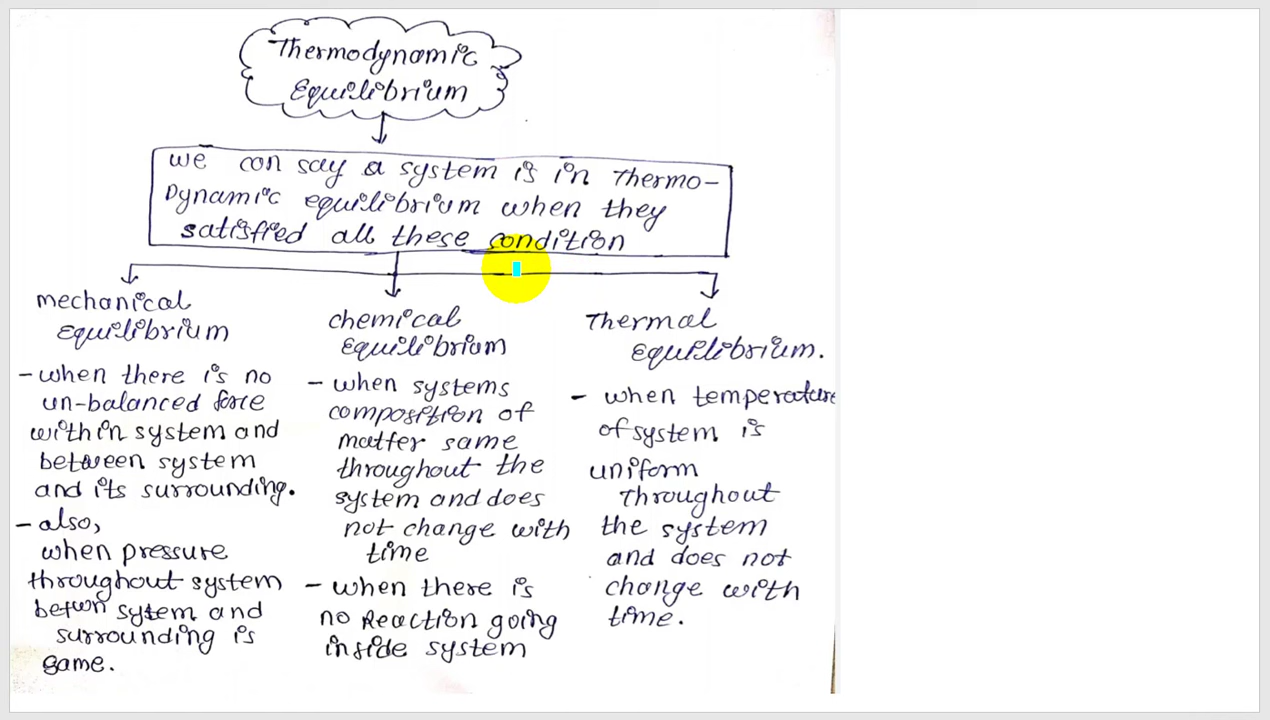 Thermodynamic
Equilibrium
we can say a system is in Thermo-
Dynamic equilibrium when they
satisfied all these condition
mechanical
Equilibrium
- when there is no
un-balanced force
within system and
between system
and its surrounding.
- also,
when pressure
throughout system
betwn sytem and
surrounding is
same.
chemical
Equilibrium
- when systems
composition of
matter same
throughout the
system and does
not change with
time
- when there is
no Reaction going
inside system
Thermal
Equilibrium.
- when temperature
of system is
uniform
throughout
the system
and does not
change with
time.